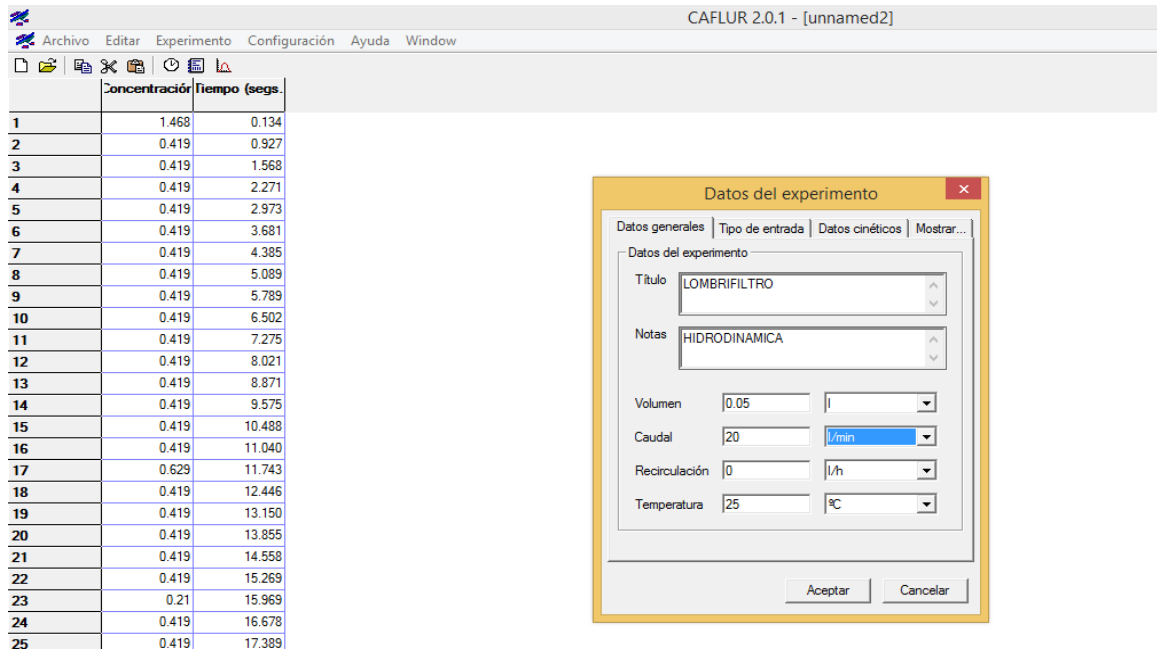 CAFLUR 2.0.1 - [unnamed2]
Archivo Editar Experimento Configuración Ayuda Window
Concentración Tiempo (segs.
1 1.468 0.134
2 0.419 0.927
3 0.419 1.568
4 0.419 2.271
5 0.419 2.973
6 0.419 3.681
7 0.419 4.385
8 0.419 5.089
9 0.419 5.789
10 0.419 6.502
11 0.419 7.275
12 0.419 8.021
13 0.419 8.871
14 0.419 9.575
15 0.419 10.488
16 0.419 11.040
17 0.629 11.743
18 0.419 12.446
19 0.419 13.150
20 0.419 13.855
21 0.419 14.558
22 0.419 15.269
23 0.21 15.969
24 0.419 16.678
25 0.419 17.389
Datos del experimento
Datos generales Tipo de entrada Datos cinéticos Mostrar...
Datos del experimento
Título LOMBRIFILTRO
Notas HIDRODINAMICA
Volumen 0.05 l
Caudal 20 l/min
Recirculación 0 l/h
Temperatura 25 ºC
Aceptar Cancelar